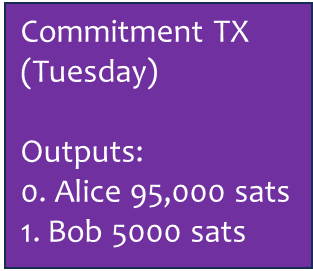 Commitment TX
(Tuesday)
Outputs:
0. Alice 95,000 sats
1. Bob 5000 sats